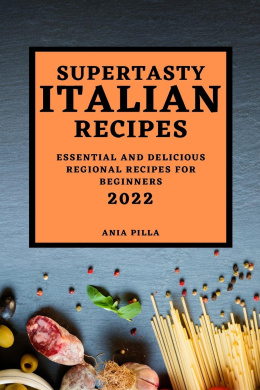 SUPERTASTY
ITALIAN
RECIPES
ESSENTIAL AND DELICIOUS
REGIONAL RECIPES FOR
BEGINNERS
2022
ANIA PILLA